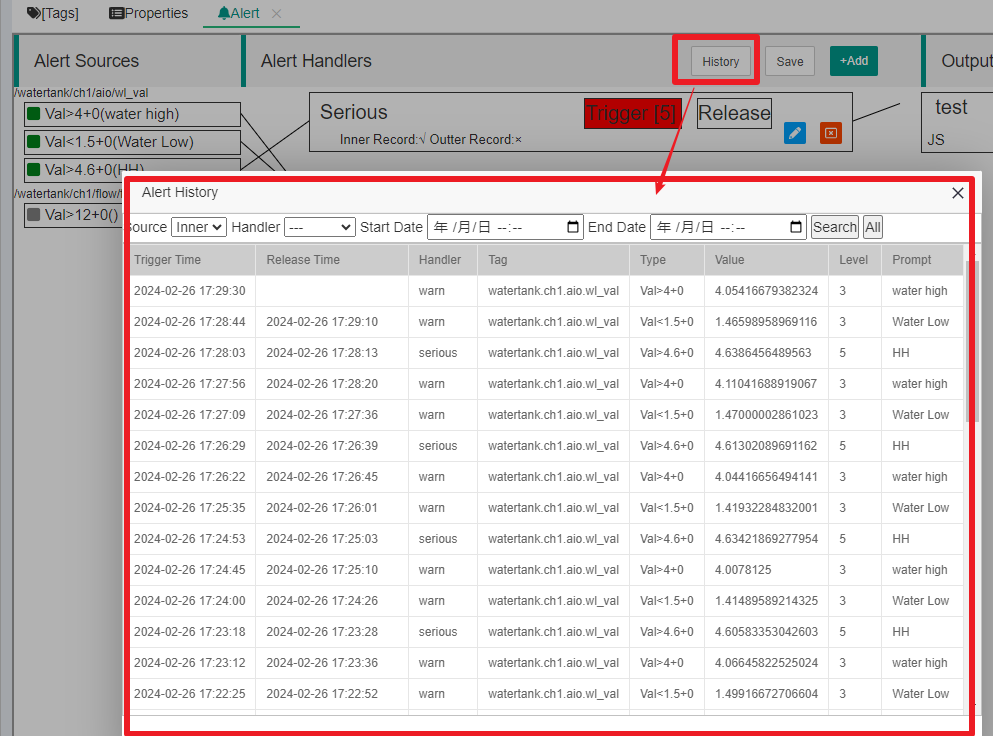 [Tags] Properties Alert
Alert Sources Alert Handlers History Save +Add Output
/watertank/ch1/aio/wl_val
Val>4+0(water high)
Val<1.5+0(Water Low)
Val>4.6+0(HH)
/watertank/ch1/flow/
Val>12+0()
Serious Trigger [5] Release
Inner Record:√ Outter Record:×
test
JS
Alert History
Source Inner Handler --- Start Date 年 /月/日 --:-- End Date 年 /月/日 --:-- Search All
Trigger Time Release Time Handler Tag Type Value Level Prompt
2024-02-26 17:29:30 warn watertank.ch1.aio.wl_val Val>4+0 4.05416679382324 3 water high
2024-02-26 17:28:44 2024-02-26 17:29:10 warn watertank.ch1.aio.wl_val Val<1.5+0 1.46598958969116 3 Water Low
2024-02-26 17:28:03 2024-02-26 17:28:13 serious watertank.ch1.aio.wl_val Val>4.6+0 4.6386456489563 5 HH
2024-02-26 17:27:56 2024-02-26 17:28:20 warn watertank.ch1.aio.wl_val Val>4+0 4.11041688919067 3 water high
2024-02-26 17:27:09 2024-02-26 17:27:36 warn watertank.ch1.aio.wl_val Val<1.5+0 1.47000002861023 3 Water Low
2024-02-26 17:26:29 2024-02-26 17:26:39 serious watertank.ch1.aio.wl_val Val>4.6+0 4.61302089691162 5 HH
2024-02-26 17:26:22 2024-02-26 17:26:45 warn watertank.ch1.aio.wl_val Val>4+0 4.04416656494141 3 water high
2024-02-26 17:25:35 2024-02-26 17:26:01 warn watertank.ch1.aio.wl_val Val<1.5+0 1.41932284832001 3 Water Low
2024-02-26 17:24:53 2024-02-26 17:25:03 serious watertank.ch1.aio.wl_val Val>4.6+0 4.63421869277954 5 HH
2024-02-26 17:24:45 2024-02-26 17:25:10 warn watertank.ch1.aio.wl_val Val>4+0 4.0078125 3 water high
2024-02-26 17:24:00 2024-02-26 17:24:26 warn watertank.ch1.aio.wl_val Val<1.5+0 1.41489589214325 3 Water Low
2024-02-26 17:23:18 2024-02-26 17:23:28 serious watertank.ch1.aio.wl_val Val>4.6+0 4.60583353042603 5 HH
2024-02-26 17:23:12 2024-02-26 17:23:36 warn watertank.ch1.aio.wl_val Val>4+0 4.06645822525024 3 water high
2024-02-26 17:22:25 2024-02-26 17:22:52 warn watertank.ch1.aio.wl_val Val<1.5+0 1.49916672706604 3 Water Low